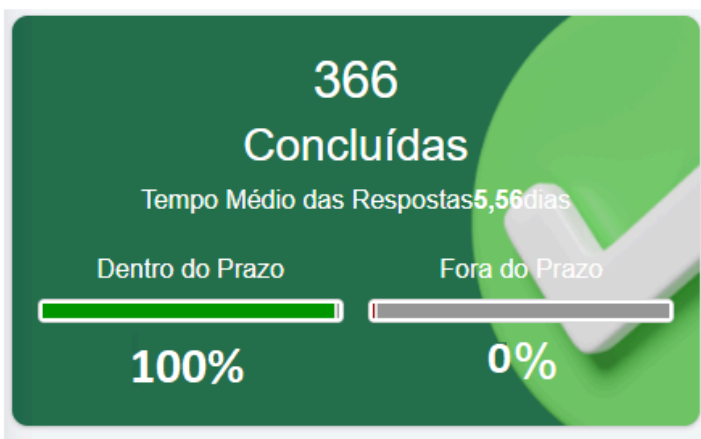 366
Concluídas
Tempo Médio das Respostas5,56dias
Dentro do Prazo Fora do Prazo
100% 0%